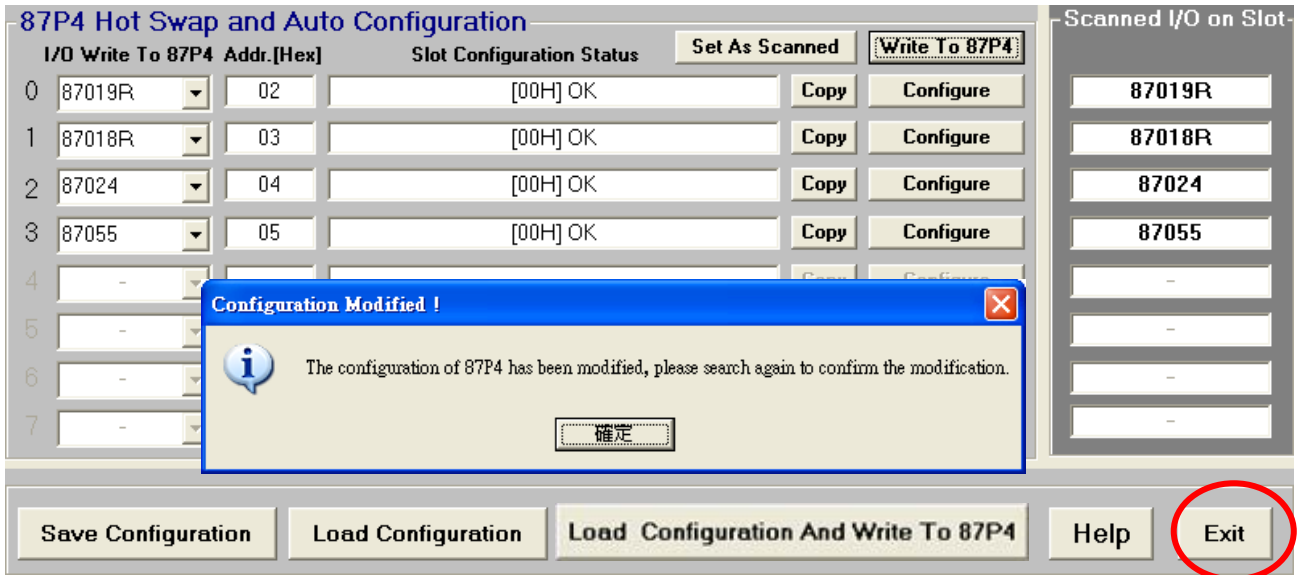 87P4 Hot Swap and Auto Configuration
Scanned I/O on Slot
I/O Write To 87P4 Addr.[Hex] Slot Configuration Status Set As Scanned Write To 87P4
0 87019R 02 [00H] OK Copy Configure 87019R
1 87018R 03 [00H] OK Copy Configure 87018R
2 87024 04 [00H] OK Copy Configure 87024
3 87055 05 [00H] OK Copy Configure 87055
4 - -
Configuration Modified !
5 - -
The configuration of 87P4 has been modified, please search again to confirm the modification.
6 - -
確定
7 - -
Save Configuration Load Configuration Load Configuration And Write To 87P4 Help Exit